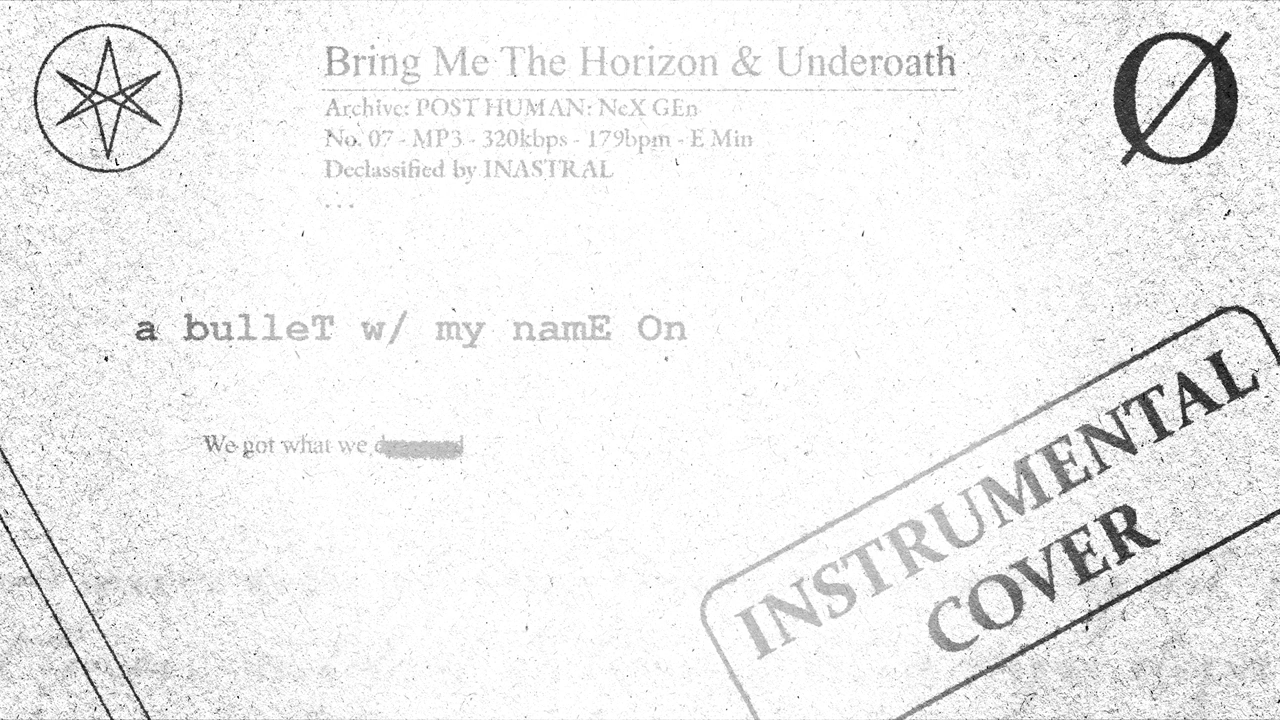 Bring Me The Horizon & Underoath
Archive: POST HUMAN: NeX GEn
No. 07 - MP3 - 320kbps - 179bpm - E Min
Declassified by INASTRAL
...
Ø
a bulleT w/ my namE On
We got what we
INSTRUMENTAL
COVER